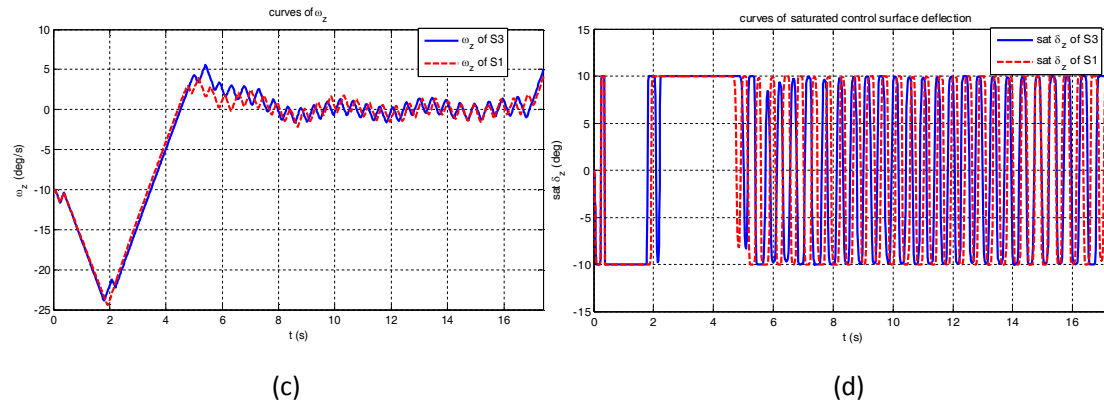 curves of ω_z
ω_z of S3
ω_z of S1
ω_z (deg/s)
10
5
0
-5
-10
-15
-20
-25
0 2 4 6 8 10 12 14 16
t (s)
(c)
curves of saturated control surface deflection
sat δ_z of S3
sat δ_z of S1
sat δ_z (deg)
15
10
5
0
-5
-10
-15
0 2 4 6 8 10 12 14 16
t (s)
(d)